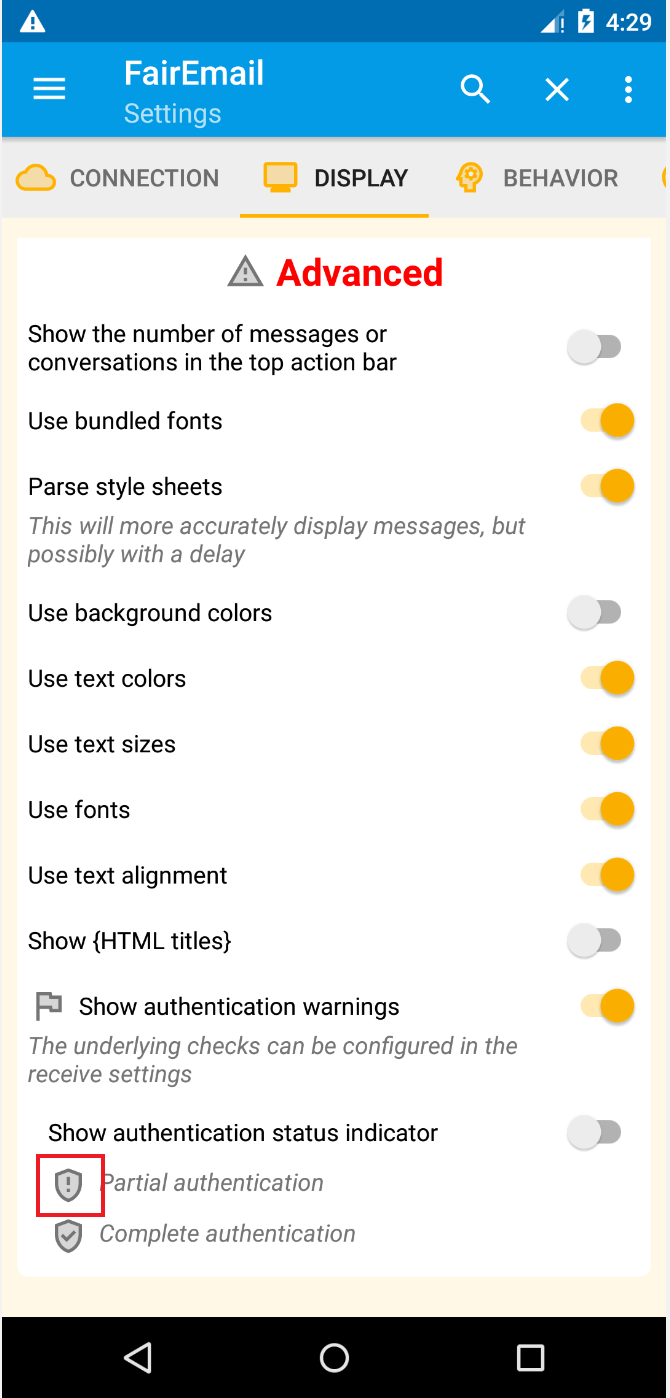 4:29
FairEmail
Settings
CONNECTION DISPLAY BEHAVIOR
Advanced
Show the number of messages or
conversations in the top action bar
Use bundled fonts
Parse style sheets
This will more accurately display messages, but
possibly with a delay
Use background colors
Use text colors
Use text sizes
Use fonts
Use text alignment
Show {HTML titles}
Show authentication warnings
The underlying checks can be configured in the
receive settings
Show authentication status indicator
Partial authentication
Complete authentication